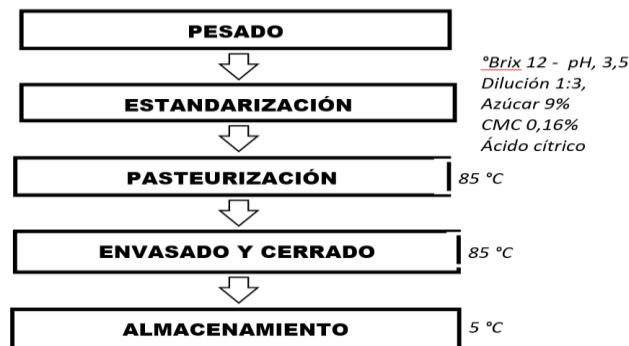 PESADO
°Brix 12 - pH, 3,5
Dilución 1:3,
Azúcar 9%
CMC 0,16%
Ácido cítrico
ESTANDARIZACIÓN
PASTEURIZACIÓN
85 °C
ENVASADO Y CERRADO
85 °C
ALMACENAMIENTO
5 °C